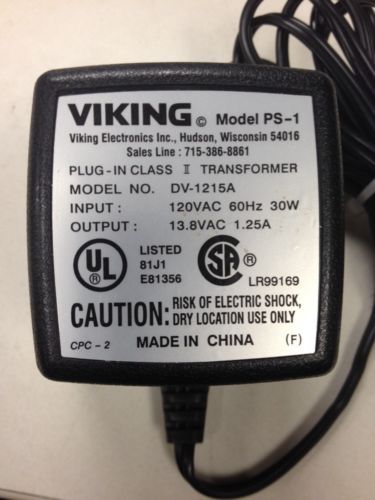 VIKING © Model PS-1
Viking Electronics Inc., Hudson, Wisconsin 54016
Sales Line : 715-386-8861
PLUG-IN CLASS II TRANSFORMER
MODEL NO. DV-1215A
INPUT : 120VAC 60Hz 30W
OUTPUT : 13.8VAC 1.25A
UL ® LISTED 81J1 E81356
SA ® LR99169
CAUTION: RISK OF ELECTRIC SHOCK,
DRY LOCATION USE ONLY
CPC - 2 MADE IN CHINA (F)